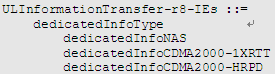 ULInformationTransfer-r8-IEs ::=
dedicatedInfoType
dedicatedInfoNAS
dedicatedInfoCDMA2000-1XRTT
dedicatedInfoCDMA2000-HRPD